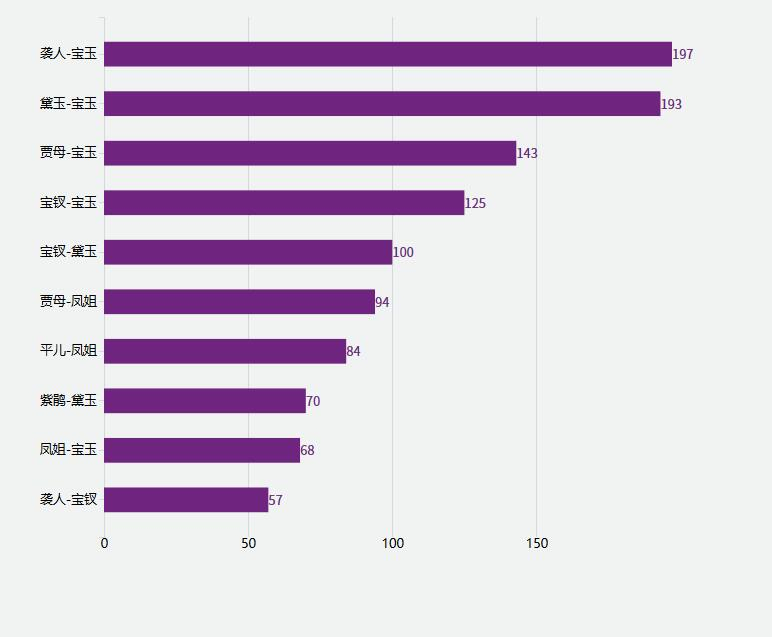 袭人-宝玉 197
黛玉-宝玉 193
贾母-宝玉 143
宝钗-宝玉 125
宝钗-黛玉 100
贾母-凤姐 94
平儿-凤姐 84
紫鹃-黛玉 70
凤姐-宝玉 68
袭人-宝钗 57
0 50 100 150